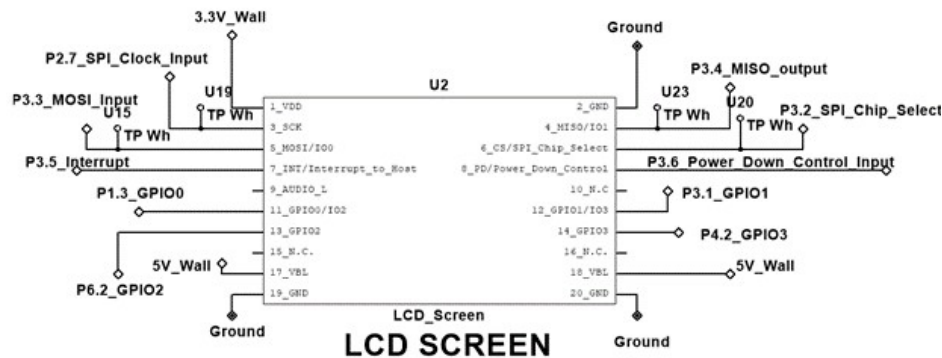 3.3V_Wall
Ground
P2.7_SPI_Clock_Input
U2
P3.4_MISO_output
U19
U23
P3.3_MOSI_Input
U15
TP Wh
1_VDD
2_GND
U20
P3.2_SPI_Chip_Select
3_SCK
4_MISO/IO1
TP Wh
TP Wh
TP Wh
5_MOSI/IO0
6_CS/SPI_Chip_Select
P3.5_Interrupt
P3.6_Power_Down_Control_Input
7_INT/Interrupt_to_Host
8_PD/Power_Down_Control
9_AUDIO_L
10_N.C
P1.3_GPIO0
P3.1_GPIO1
11_GPIO0/IO2
12_GPIO1/IO3
13_GPIO2
14_GPIO3
P4.2_GPIO3
15_N.C.
16_N.C.
5V_Wall
17_VBL
18_VBL
5V_Wall
P6.2_GPIO2
19_GND
20_GND
LCD_Screen
Ground
Ground
LCD SCREEN